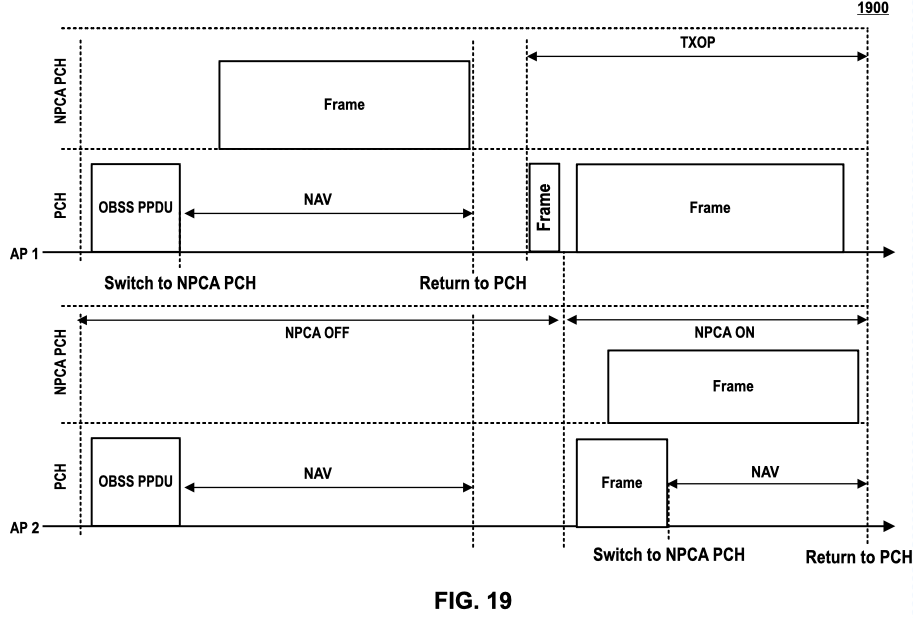 1900
TXOP
NPCA PCH
Frame
PCH
OBSS PPDU
NAV
Frame
Frame
AP 1
Switch to NPCA PCH
Return to PCH
NPCA OFF
NPCA ON
NPCA PCH
Frame
PCH
OBSS PPDU
NAV
Frame
NAV
AP 2
Switch to NPCA PCH
Return to PCH
FIG. 19